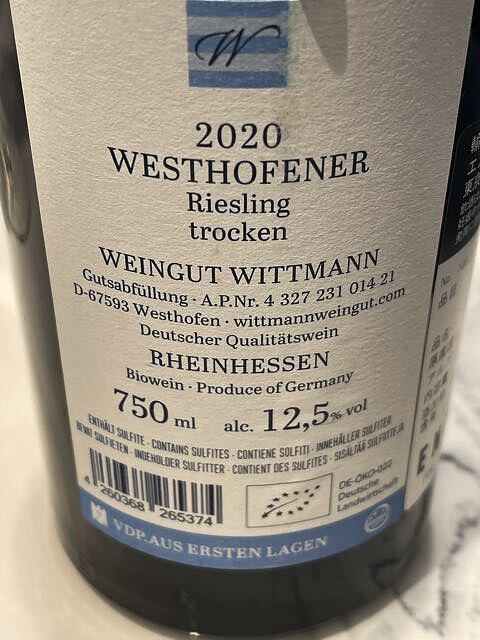 W
2020
WESTHOFENER
Riesling
trocken
WEINGUT WITTMANN
Gutsabfüllung · A.P.Nr. 4 327 231 014 21
D-67593 Westhofen · wittmannweingut.com
Deutscher Qualitätswein
RHEINHESSEN
Biowein · Produce of Germany
750 ml alc. 12,5% vol
ENTHÄLT SULFITE · CONTAINS SULFITES · CONTIENE SOLFITI · INNEHÅLLER SULFITER
BEVAT SULFIETEN · INDEHOLDER SULFITTER · CONTIENT DES SULFITES · SISÄLTÄÄ SULFIITTEJA
4 260368 265374
DE-ÖKO-022
Deutsche
Landwirtschaft
VDP.AUS ERSTEN LAGEN